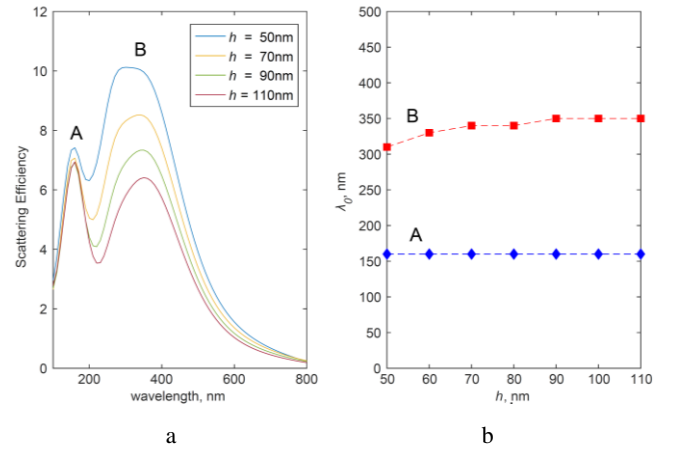 12
10
8
6
4
2
0
Scattering Efficiency
200
400
600
800
wavelength, nm
A
B
h = 50nm
h = 70nm
h = 90nm
h = 110nm
a
500
450
400
350
300
250
200
150
100
50
0
λ₀, nm
50
60
70
80
90
100
110
h, nm
B
A
b